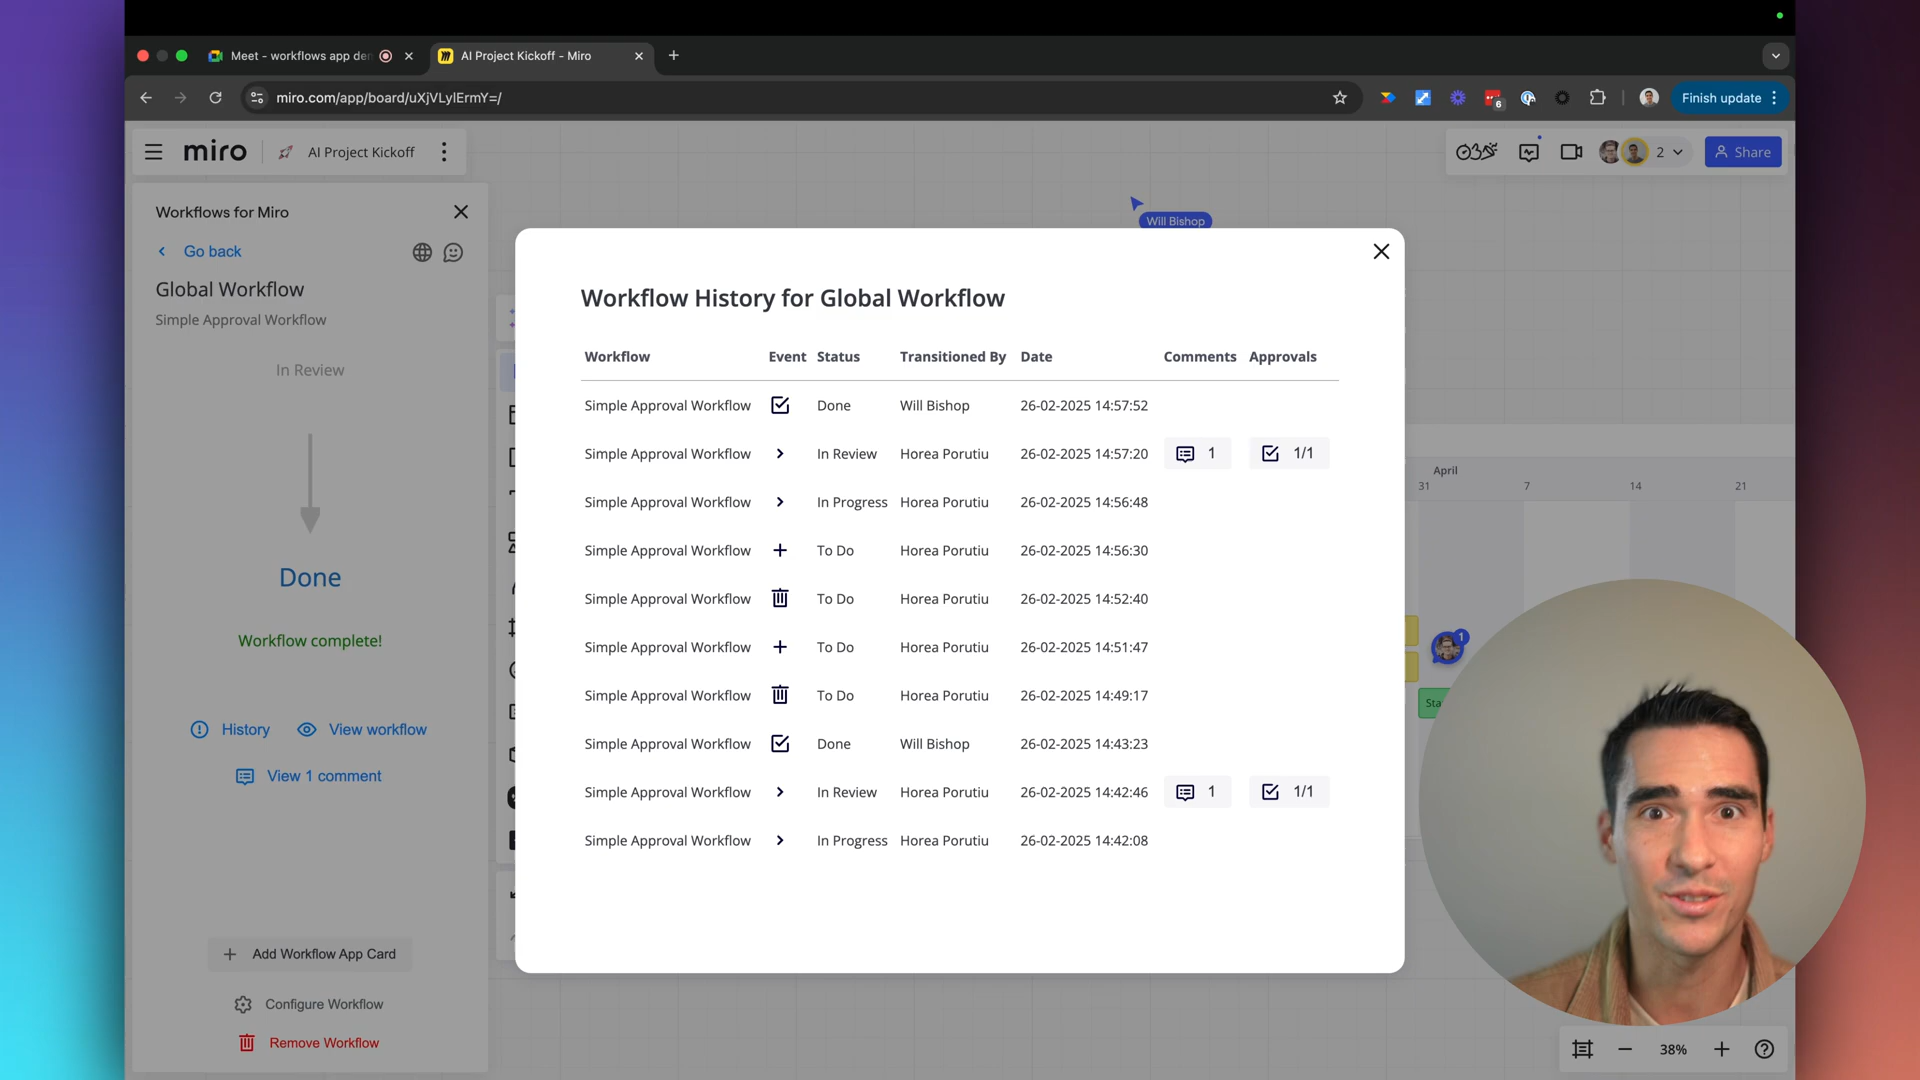 Meet - workflows app den
AI Project Kickoff - Miro
miro.com/app/board/uXjVLylErmY=/
6
Finish update
miro
AI Project Kickoff
2
Share
Workflows for Miro
Go back
Global Workflow
Simple Approval Workflow
In Review
Done
Workflow complete!
History
View workflow
View 1 comment
Add Workflow App Card
Configure Workflow
Remove Workflow
Will Bishop
Workflow History for Global Workflow
Workflow Event Status Transitioned By Date Comments Approvals
Simple Approval Workflow Done Will Bishop 26-02-2025 14:57:52
Simple Approval Workflow In Review Horea Porutiu 26-02-2025 14:57:20 1 1/1
Simple Approval Workflow In Progress Horea Porutiu 26-02-2025 14:56:48
Simple Approval Workflow To Do Horea Porutiu 26-02-2025 14:56:30
Simple Approval Workflow To Do Horea Porutiu 26-02-2025 14:52:40
Simple Approval Workflow To Do Horea Porutiu 26-02-2025 14:51:47
Simple Approval Workflow To Do Horea Porutiu 26-02-2025 14:49:17
Simple Approval Workflow Done Will Bishop 26-02-2025 14:43:23
Simple Approval Workflow In Review Horea Porutiu 26-02-2025 14:42:46 1 1/1
Simple Approval Workflow In Progress Horea Porutiu 26-02-2025 14:42:08
April
31 7 14 21
1
Sta
38%